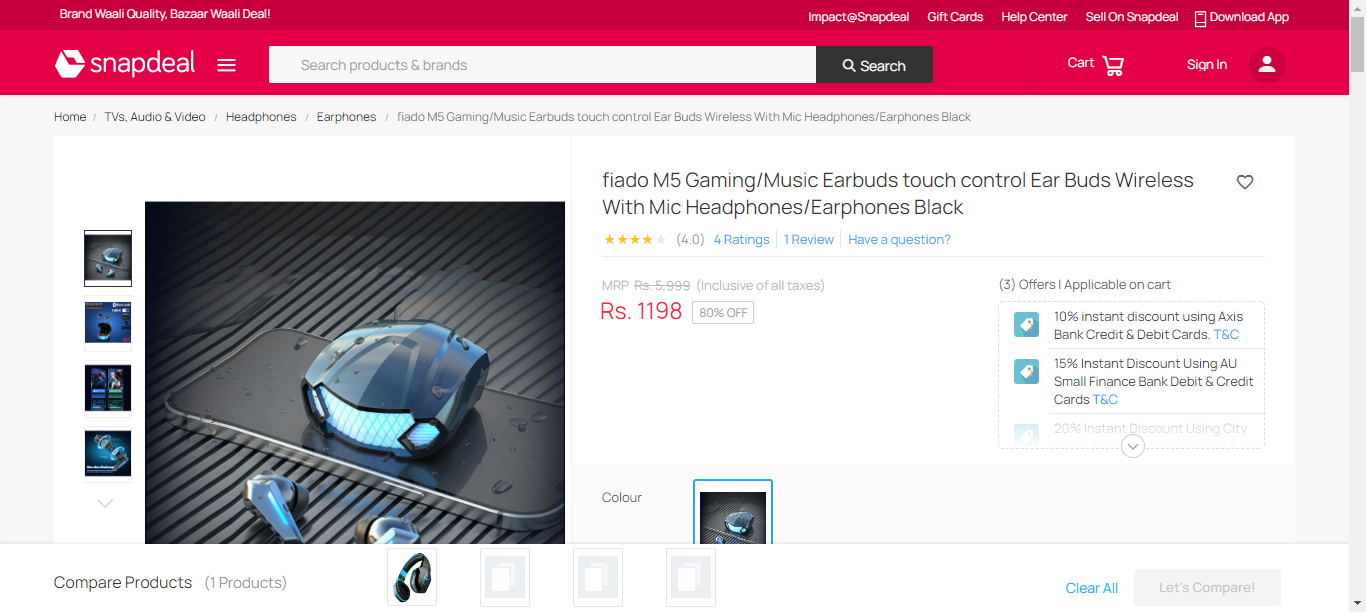 Brand Waali Quality, Bazaar Waali Deal!
Impact@Snapdeal Gift Cards Help Center Sell On Snapdeal Download App
snapdeal
Search products & brands
Search
Cart
Sign In
Home / TVs, Audio & Video / Headphones / Earphones / fiado M5 Gaming/Music Earbuds touch control Ear Buds Wireless With Mic Headphones/Earphones Black
fiado M5 Gaming/Music Earbuds touch control Ear Buds Wireless
With Mic Headphones/Earphones Black
(4.0) 4 Ratings 1 Review Have a question?
MRP Rs. 5,999 (Inclusive of all taxes)
Rs. 1198 80% OFF
(3) Offers | Applicable on cart
10% instant discount using Axis
Bank Credit & Debit Cards. T&C
15% Instant Discount Using AU
Small Finance Bank Debit & Credit
Cards T&C
20% Instant Discount Using City
Colour
Compare Products (1 Products)
Clear All
Let's Compare!